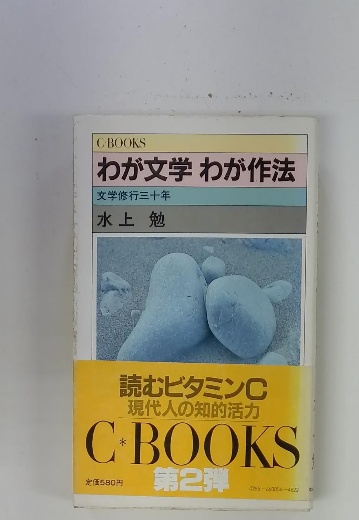 C·BOOKS
わが文学 わが作法
文学修行三十年
水上 勉
読むビタミンC
現代人の知的活力
C*BOOKS
第2弾
定価580円